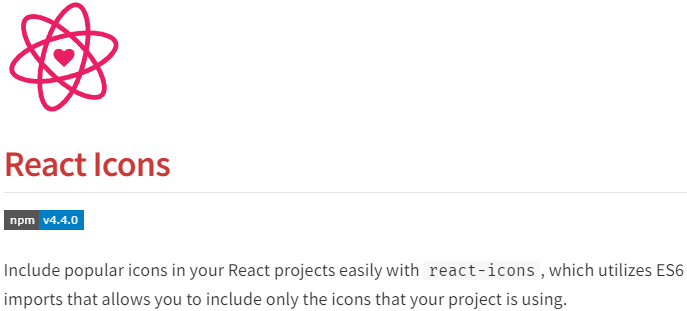 React Icons
npm v4.4.0
Include popular icons in your React projects easily with react-icons, which utilizes ES6
imports that allows you to include only the icons that your project is using.